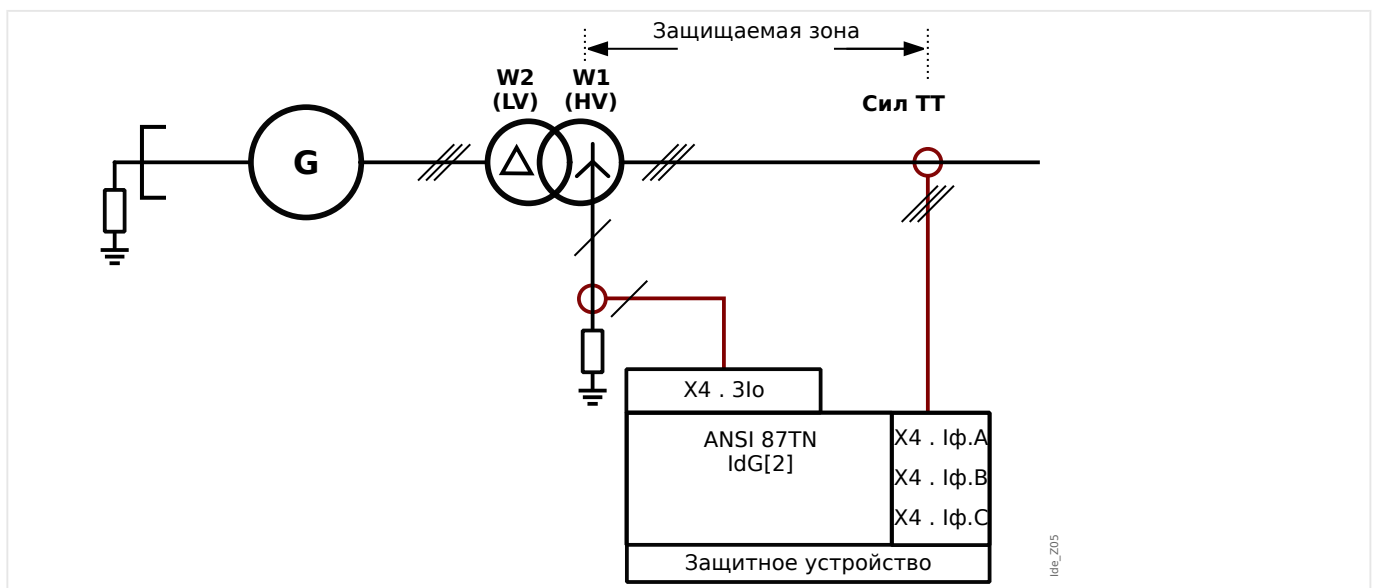 Защищаемая зона
W2 W1
(LV) (HV)
Сил ТТ
G
X4 . 3Io
ANSI 87TN
IdG[2]
X4 . Iф.A
X4 . Iф.B
X4 . Iф.C
Защитное устройство
Ide_Z05